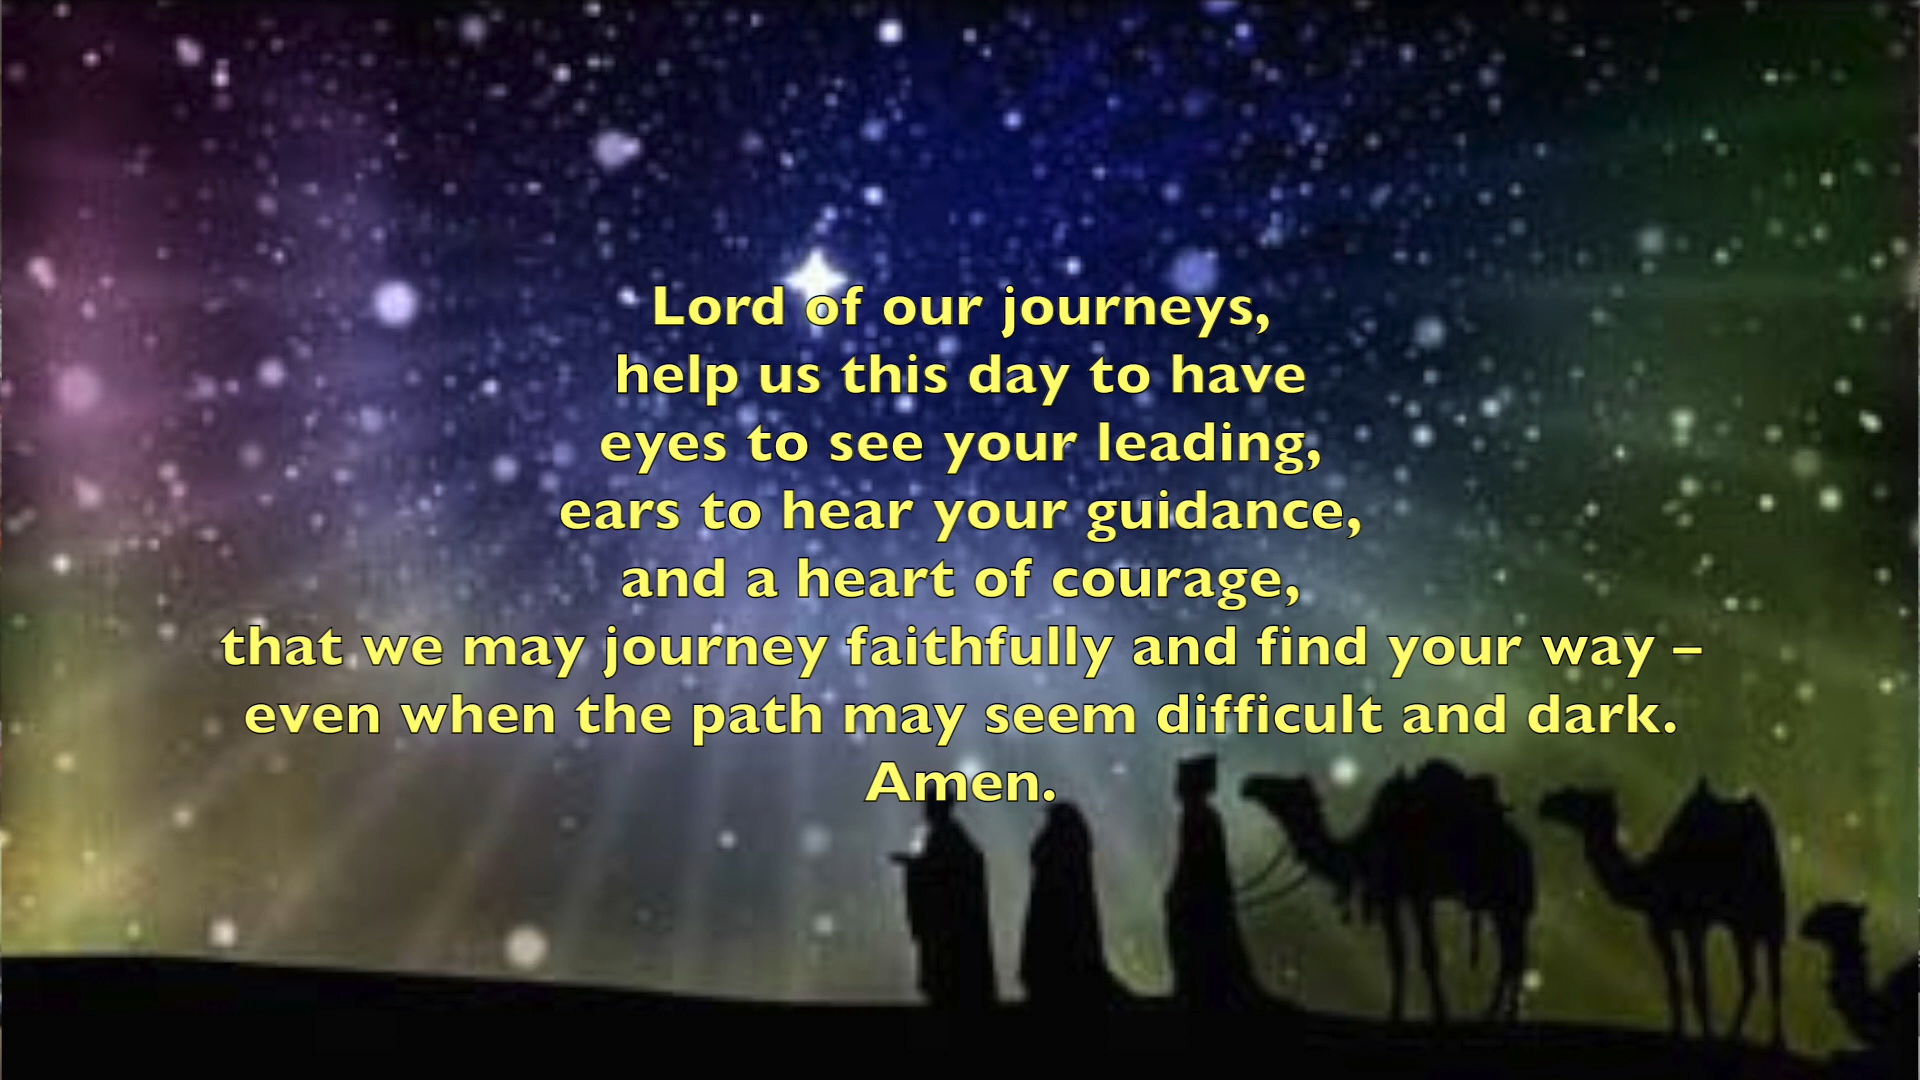 Lord of our journeys,
help us this day to have
eyes to see your leading,
ears to hear your guidance,
and a heart of courage,
that we may journey faithfully and find your way –
even when the path may seem difficult and dark.
Amen.